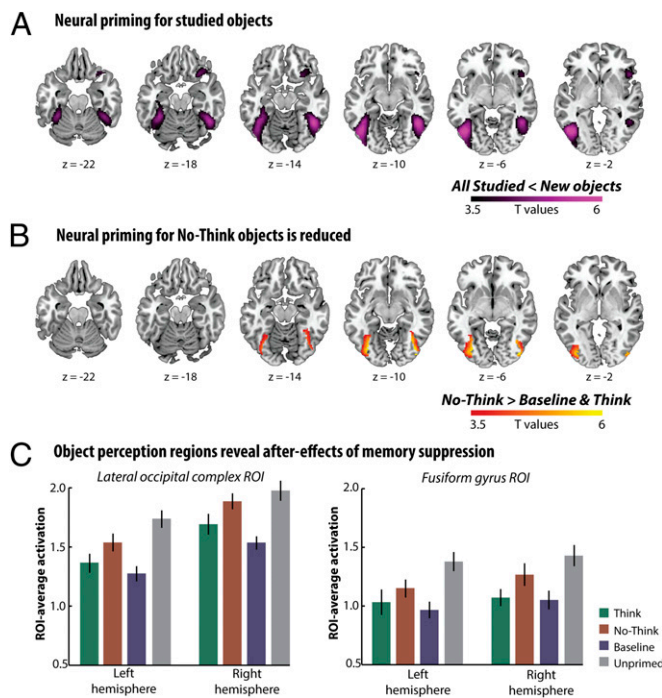 A Neural priming for studied objects
z = -22 z = -18 z = -14 z = -10 z = -6 z = -2
All Studied < New objects
3.5 T values 6
B Neural priming for No-Think objects is reduced
z = -22 z = -18 z = -14 z = -10 z = -6 z = -2
No-Think > Baseline & Think
3.5 T values 6
C Object perception regions reveal after-effects of memory suppression
Lateral occipital complex ROI
ROI-average activation
2.0
1.5
1.0
0.5
Left hemisphere
Right hemisphere
Fusiform gyrus ROI
ROI-average activation
2.0
1.5
1.0
0.5
Left hemisphere
Right hemisphere
Think
No-Think
Baseline
Unprimed